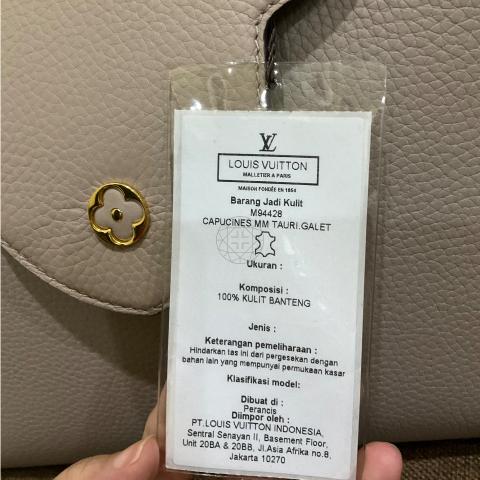 LV
LOUIS VUITTON
MALLETIER A PARIS
MAISON FONDÉE EN 1854
Barang Jadi Kulit
M94428
CAPUCINES MM TAURI.GALET
Ukuran :
Komposisi :
100% KULIT BANTENG
Jenis :
Keterangan pemeliharaan :
Hindarkan tas ini dari pergesekan dengan
bahan lain yang mempunyai permukaan kasar
Klasifikasi model:
Dibuat di :
Perancis
Diimpor oleh :
PT.LOUIS VUITTON INDONESIA,
Sentral Senayan II, Basement Floor,
Unit 20BA & 20BB, Jl.Asia Afrika no.8,
Jakarta 10270